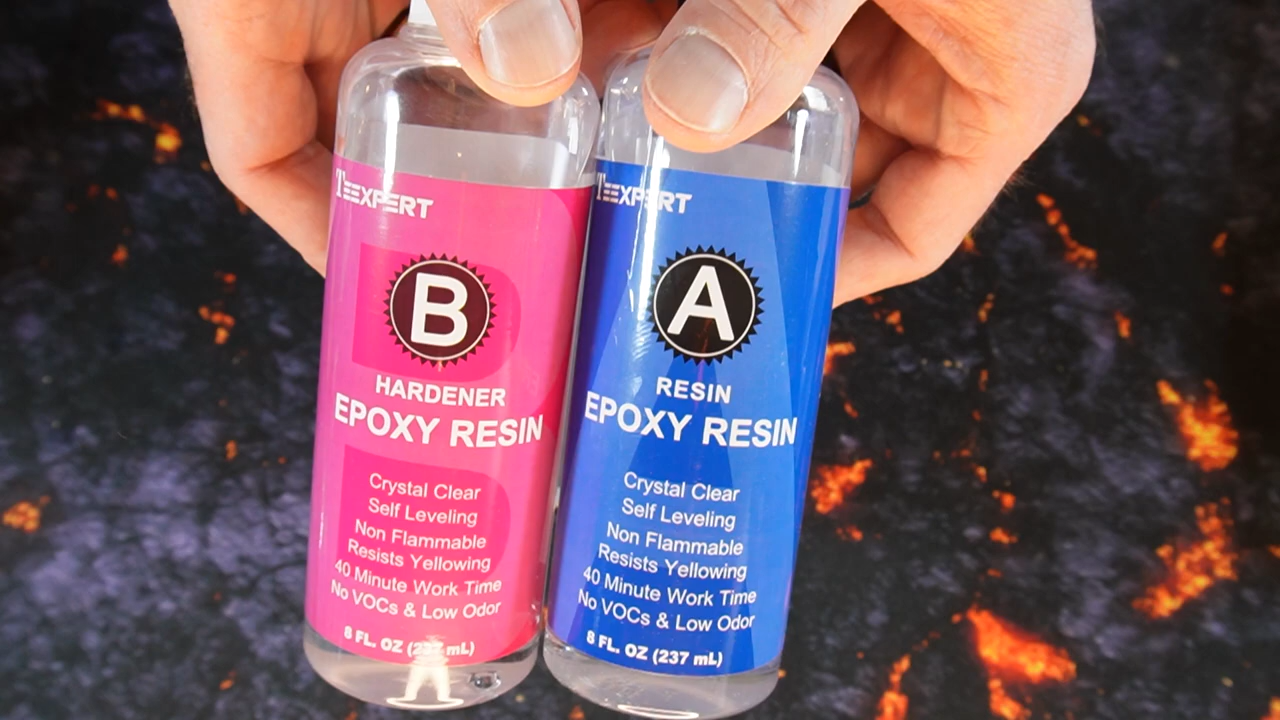 TEEXPERT
B
HARDENER
EPOXY RESIN
Crystal Clear
Self Leveling
Non Flammable
Resists Yellowing
40 Minute Work Time
No VOCs & Low Odor
8 FL. OZ (237 mL)
TEEXPERT
A
RESIN
EPOXY RESIN
Crystal Clear
Self Leveling
Non Flammable
Resists Yellowing
40 Minute Work Time
No VOCs & Low Odor
8 FL. OZ (237 mL)